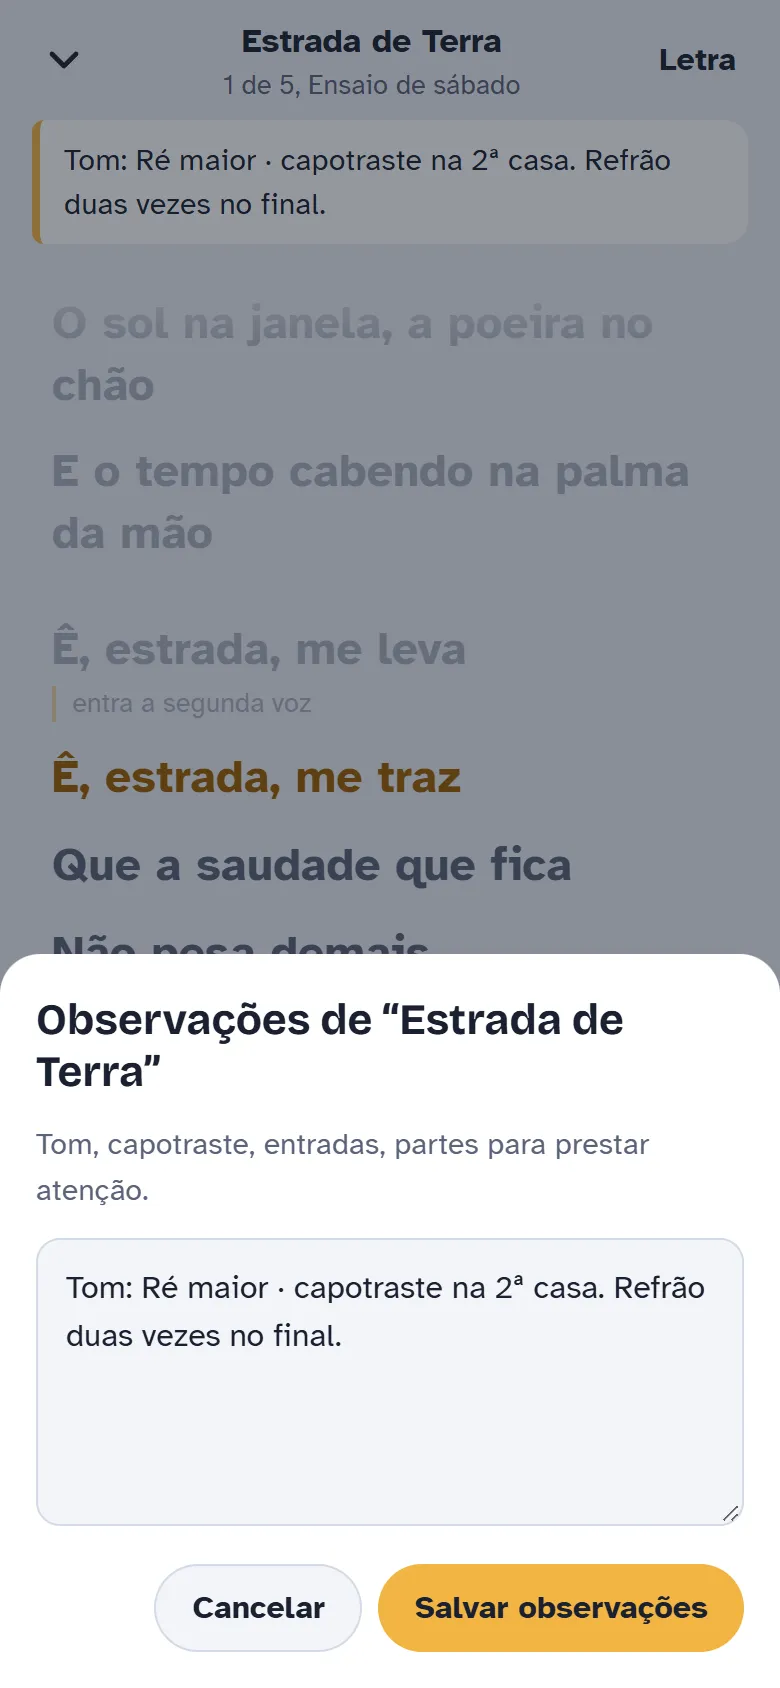 Estrada de Terra
1 de 5, Ensaio de sábado
Letra
Tom: Ré maior · capotraste na 2ª casa. Refrão
duas vezes no final.
O sol na janela, a poeira no
chão
E o tempo cabendo na palma
da mão
Ê, estrada, me leva
entra a segunda voz
Ê, estrada, me traz
Que a saudade que fica
Não pesa demais
Observações de “Estrada de
Terra”
Tom, capotraste, entradas, partes para prestar
atenção.
Tom: Ré maior · capotraste na 2ª casa. Refrão
duas vezes no final.
Cancelar
Salvar observações